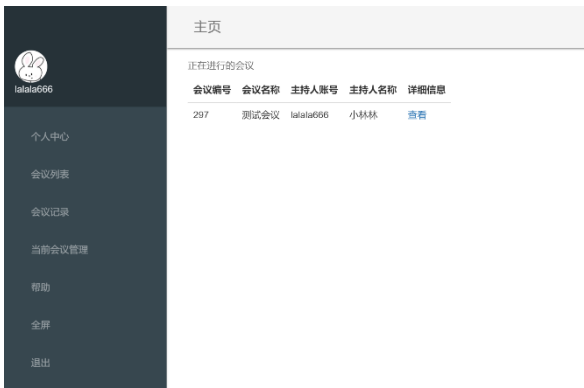 lalala666
个人中心
会议列表
会议记录
当前会议管理
帮助
全屏
退出
主页
正在进行的会议
会议编号 会议名称 主持人账号 主持人名称 详细信息
297 测试会议 lalala666 小林林 查看